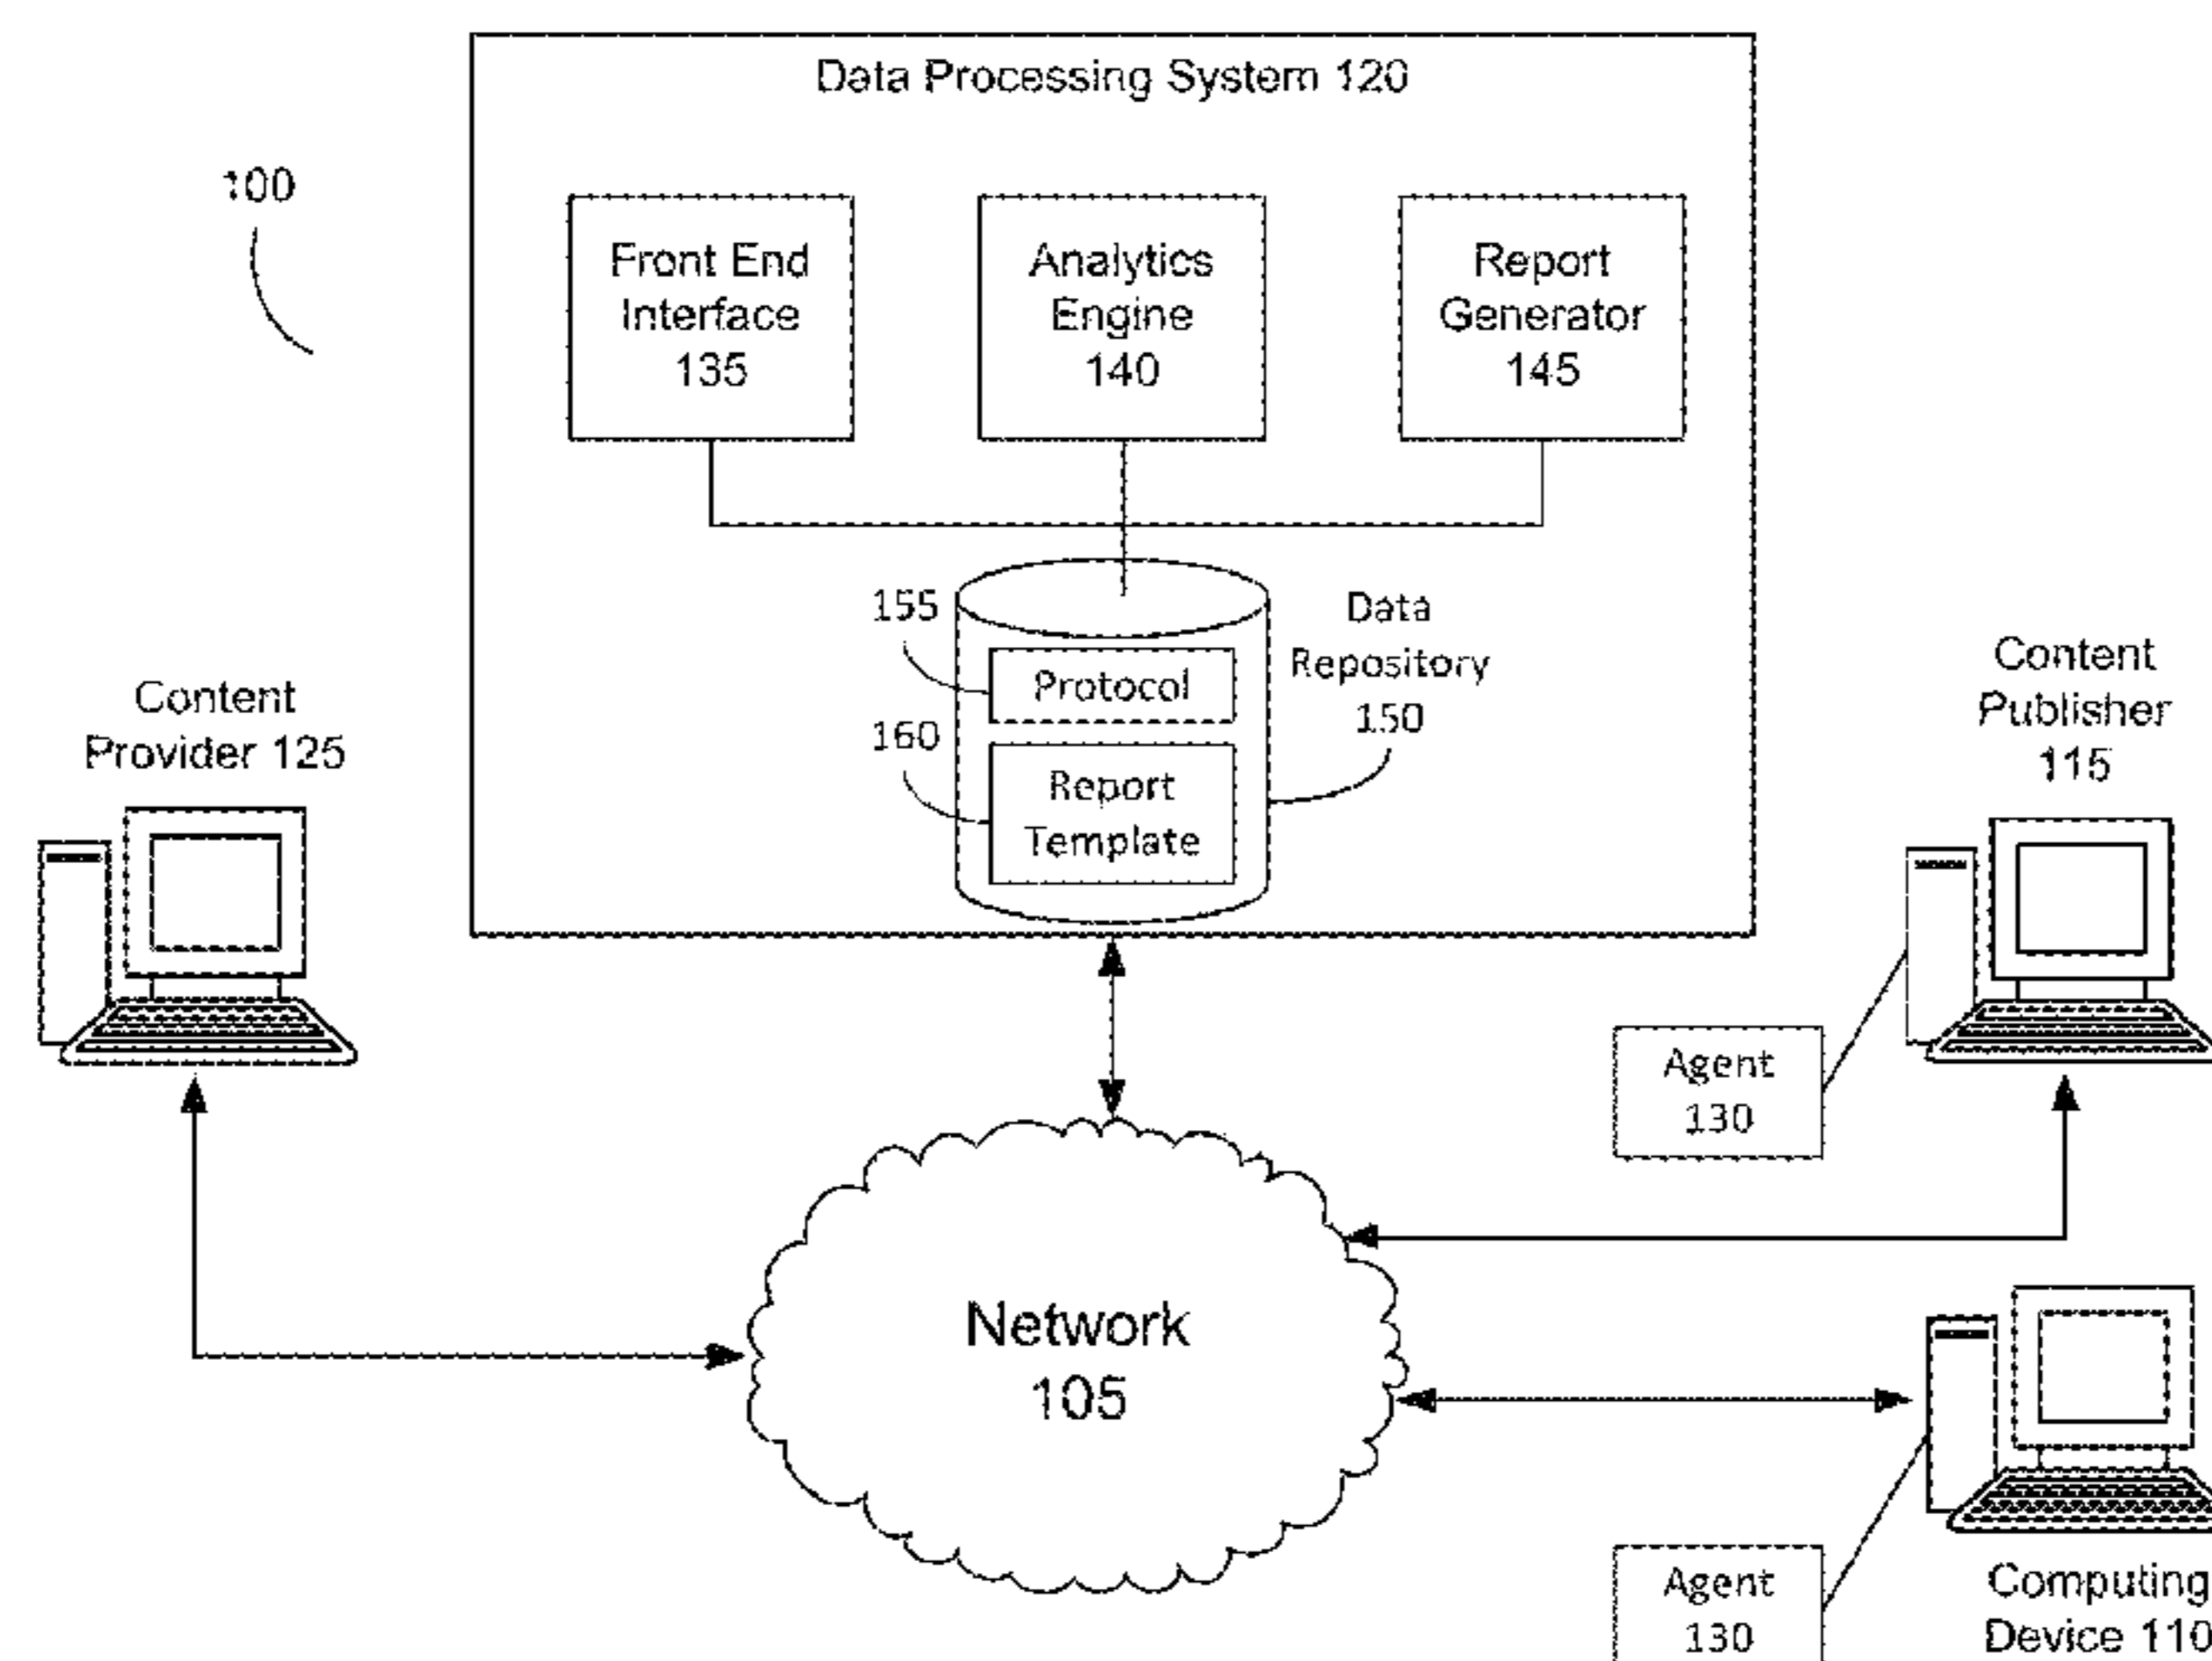 Data Processing System 120
100
Front End
Interface
135
Analytics
Engine
140
Report
Generator
145
155
Protocol
160
Report
Template
Data
Repository
150
Content
Provider 125
Content
Publisher
115
Agent
130
Network
105
Agent
130
Computing
Device 110